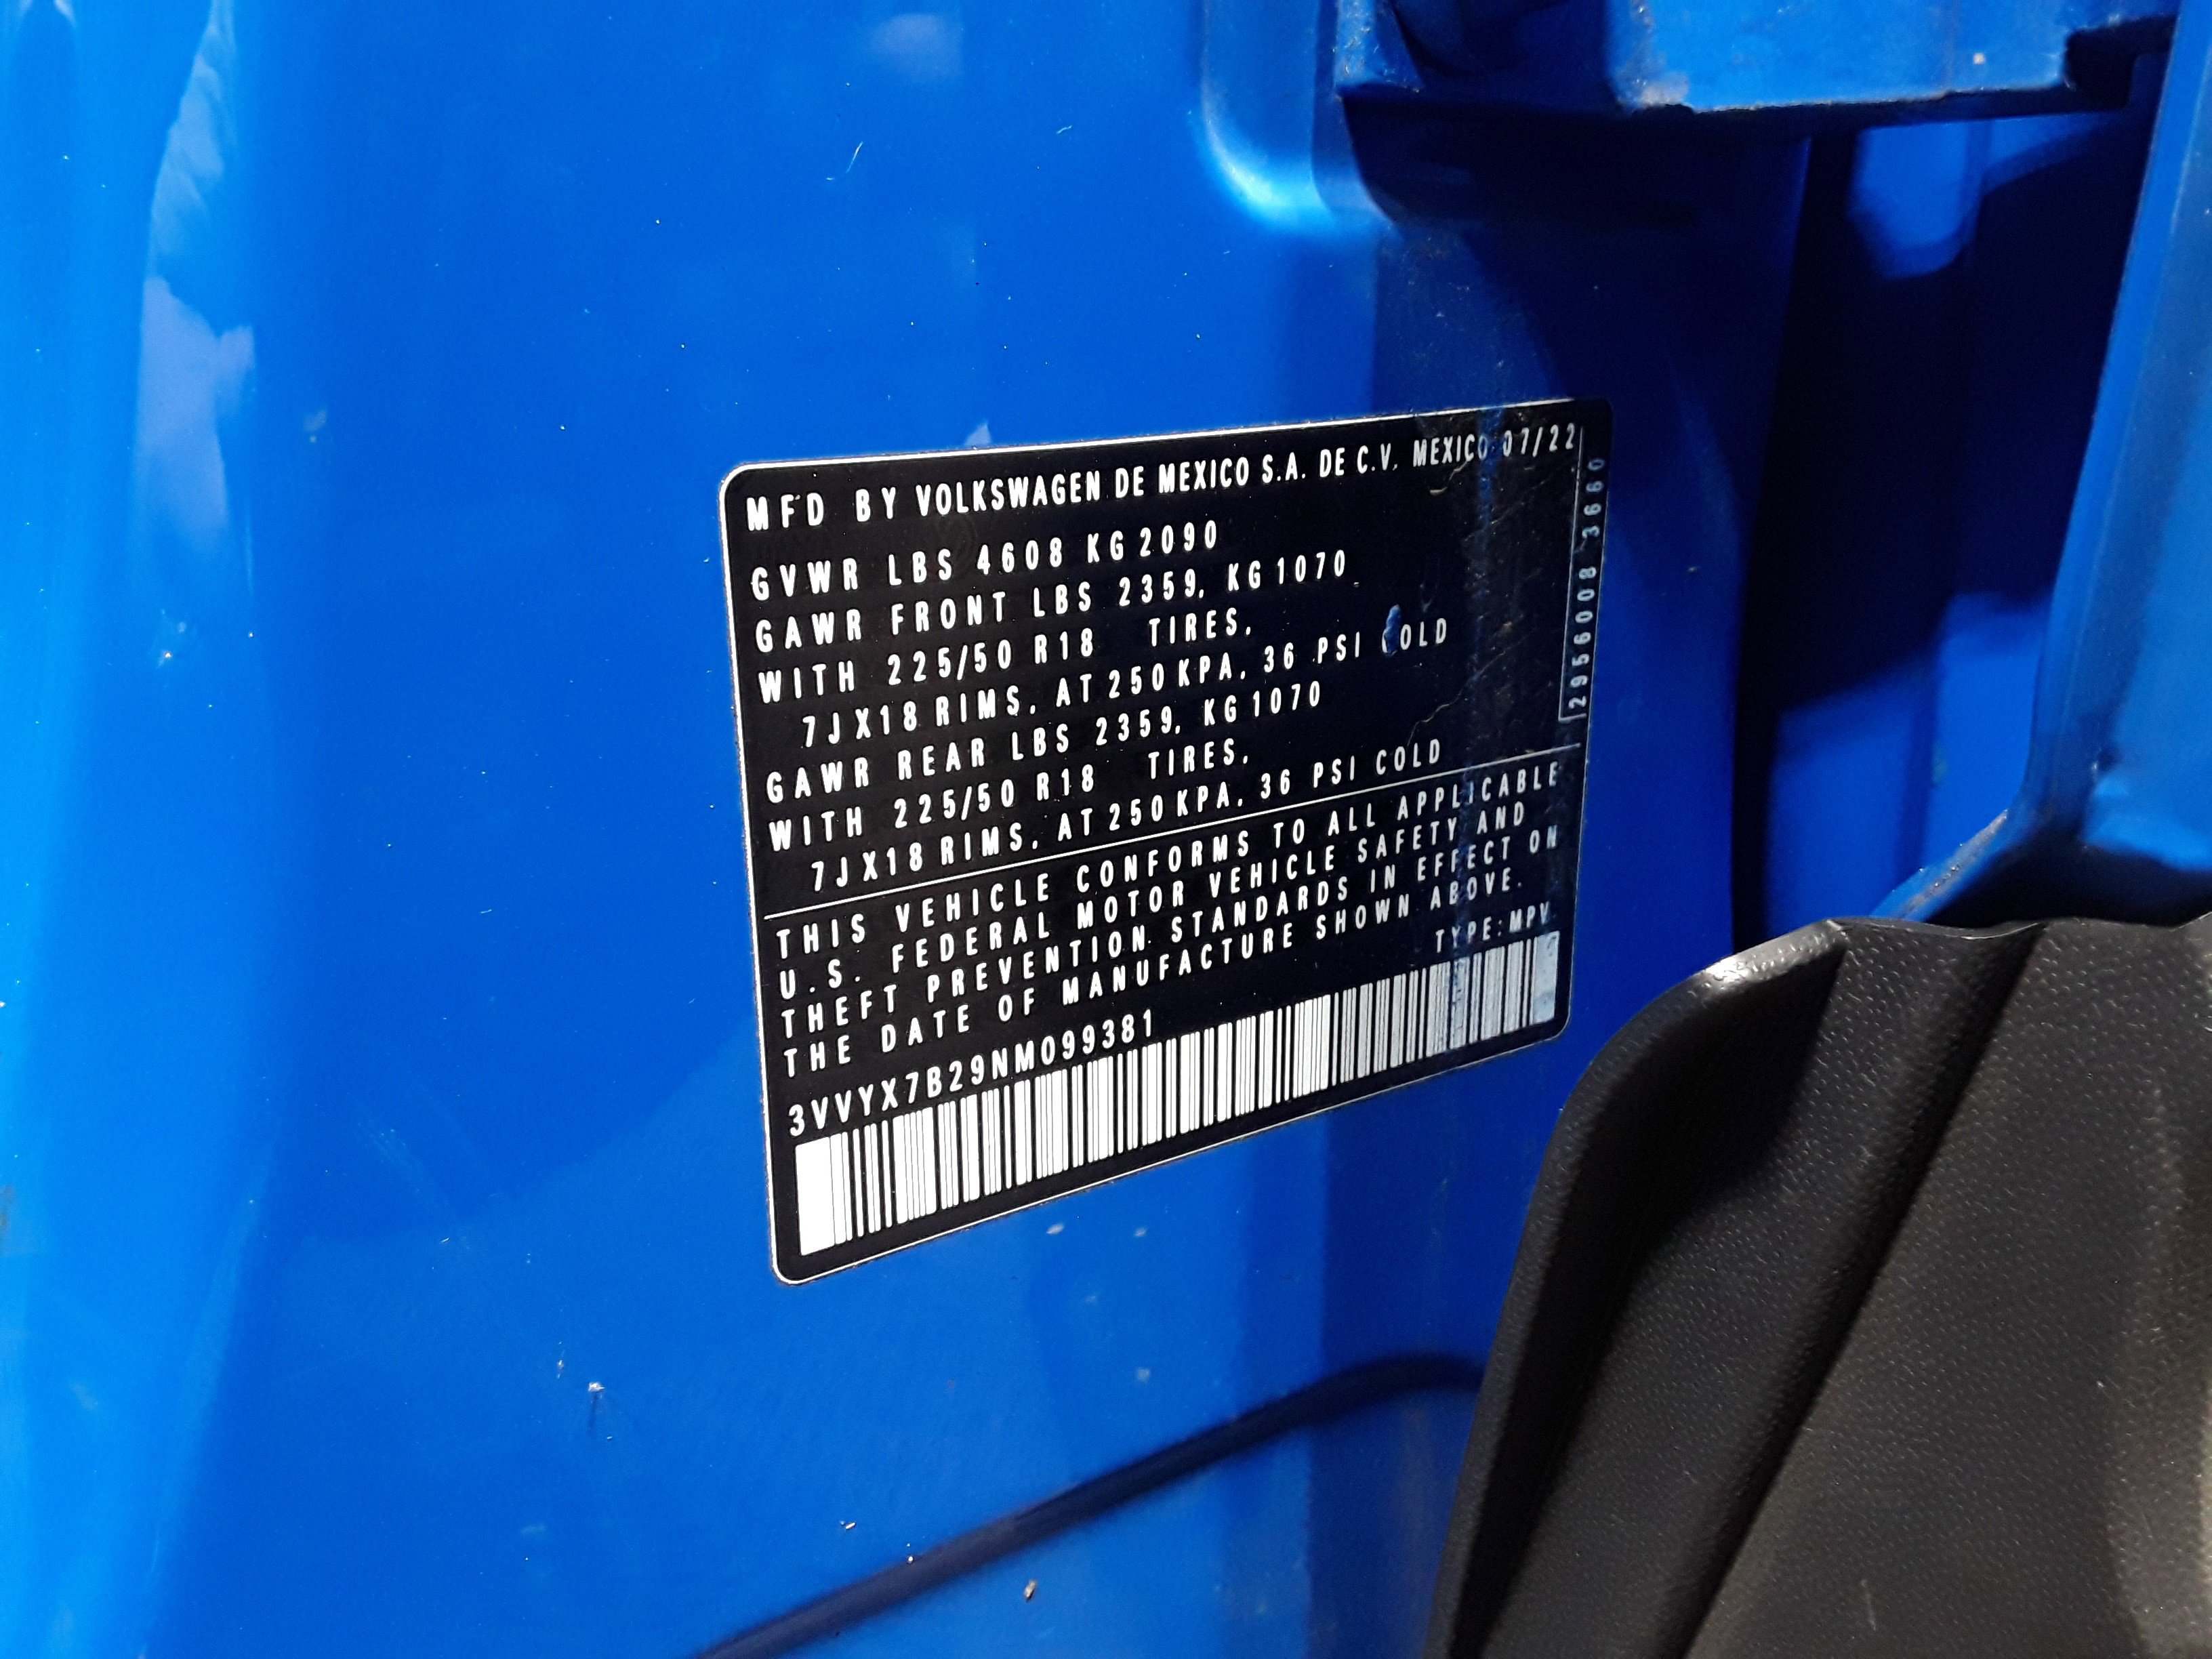 MFD BY VOLKSWAGEN DE MEXICO S.A. DE C.V. MEXICO 07/22
GVWR LBS 4608 KG 2090
GAWR FRONT LBS 2359, KG 1070
WITH 225/50 R18 TIRES,
7JX18 RIMS, AT 250 KPA, 36 PSI COLD
GAWR REAR LBS 2359, KG 1070
WITH 225/50 R18 TIRES,
7JX18 RIMS, AT 250 KPA, 36 PSI COLD
THIS VEHICLE CONFORMS TO ALL APPLICABLE
U.S. FEDERAL MOTOR VEHICLE SAFETY AND
THEFT PREVENTION STANDARDS IN EFFECT ON
THE DATE OF MANUFACTURE SHOWN ABOVE.
TYPE:MPV
3VVYX7B29NM099381
2956008 3660